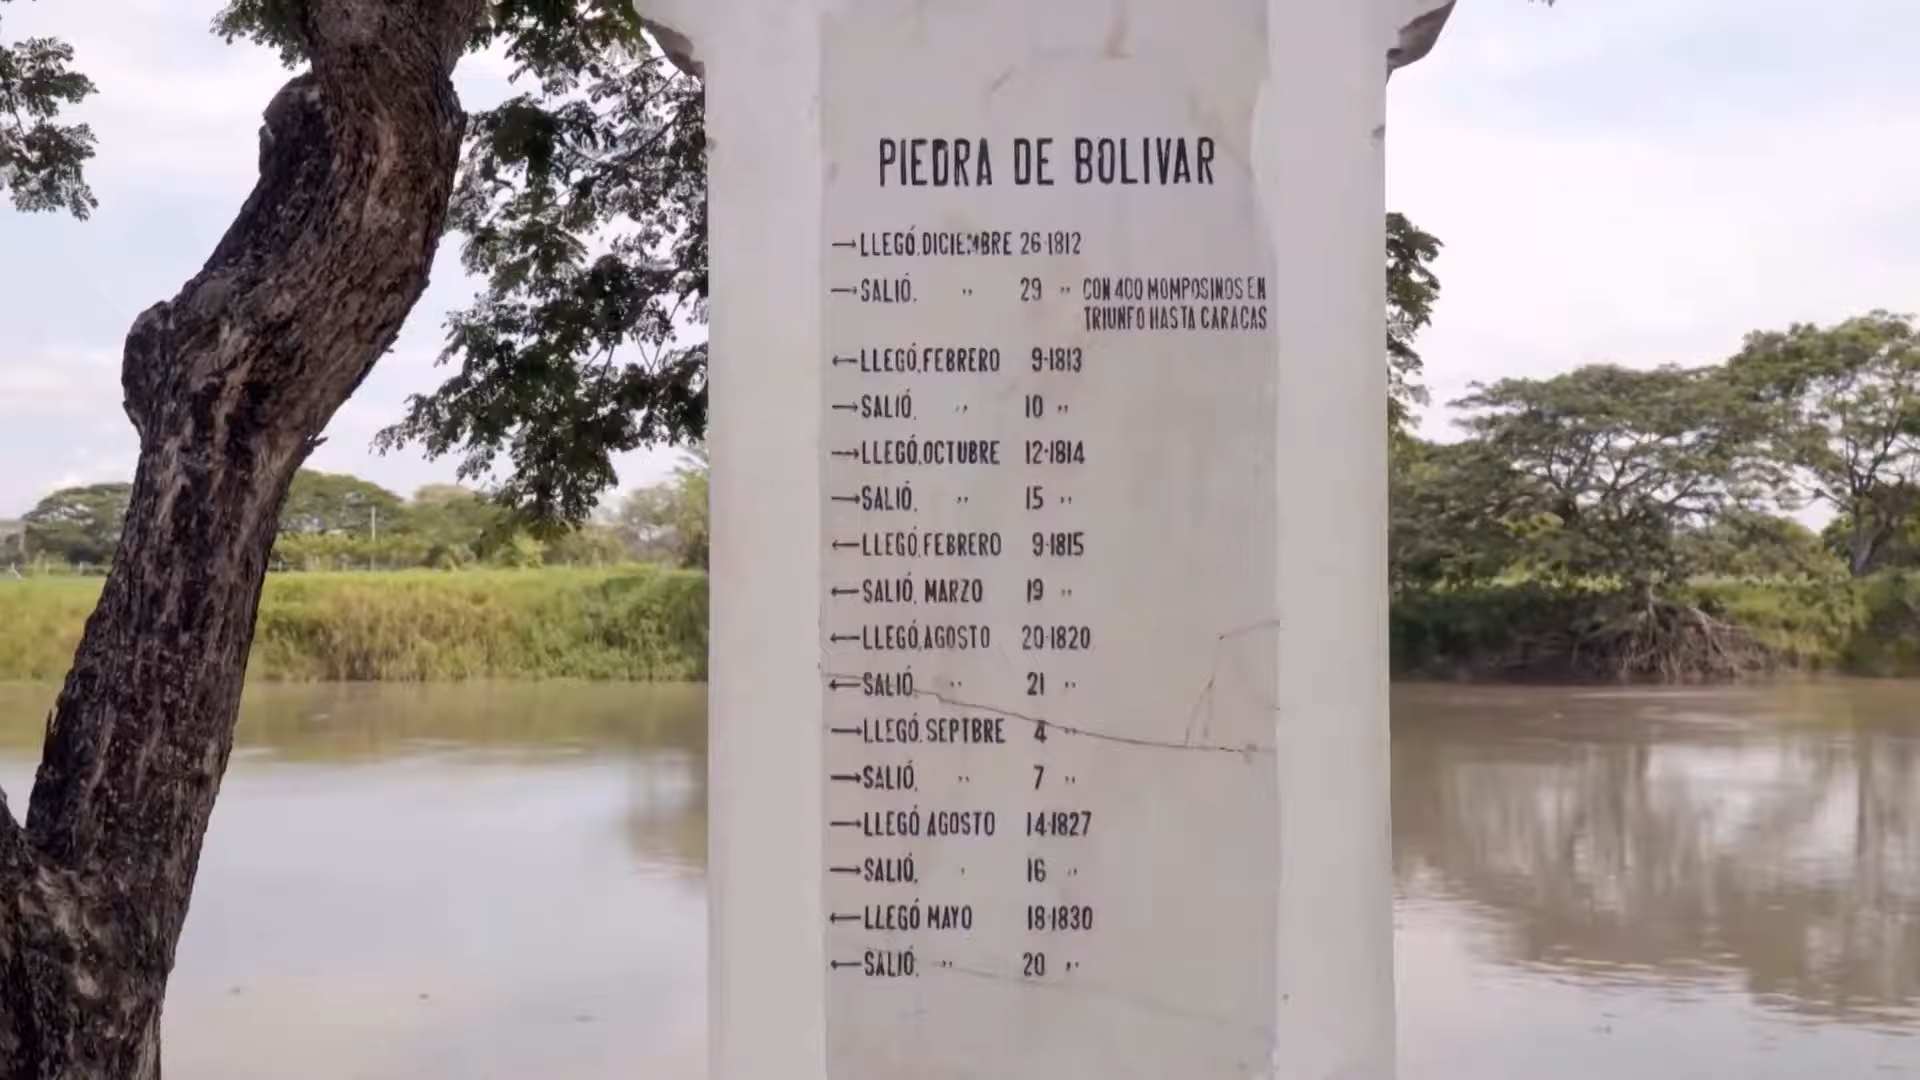 PIEDRA DE BOLIVAR
→LLEGÓ.DICIEMBRE 26-1812
→SALIÓ. " 29 " CON 400 MOMPOSINOS EN
TRIUNFO HASTA CARACAS
←LLEGÓ.FEBRERO 9-1813
→SALIÓ. " 10 "
→LLEGÓ.OCTUBRE 12-1814
→SALIÓ. " 15 "
←LLEGÓ.FEBRERO 9-1815
←SALIÓ. MARZO 19 "
←LLEGÓ.AGOSTO 20-1820
←SALIÓ. " 21 "
→LLEGÓ.SEPTBRE 4 "
→SALIÓ. " 7 "
→LLEGÓ AGOSTO 14-1827
→SALIÓ. " 16 "
←LLEGÓ MAYO 18-1830
←SALIÓ. " 20 "